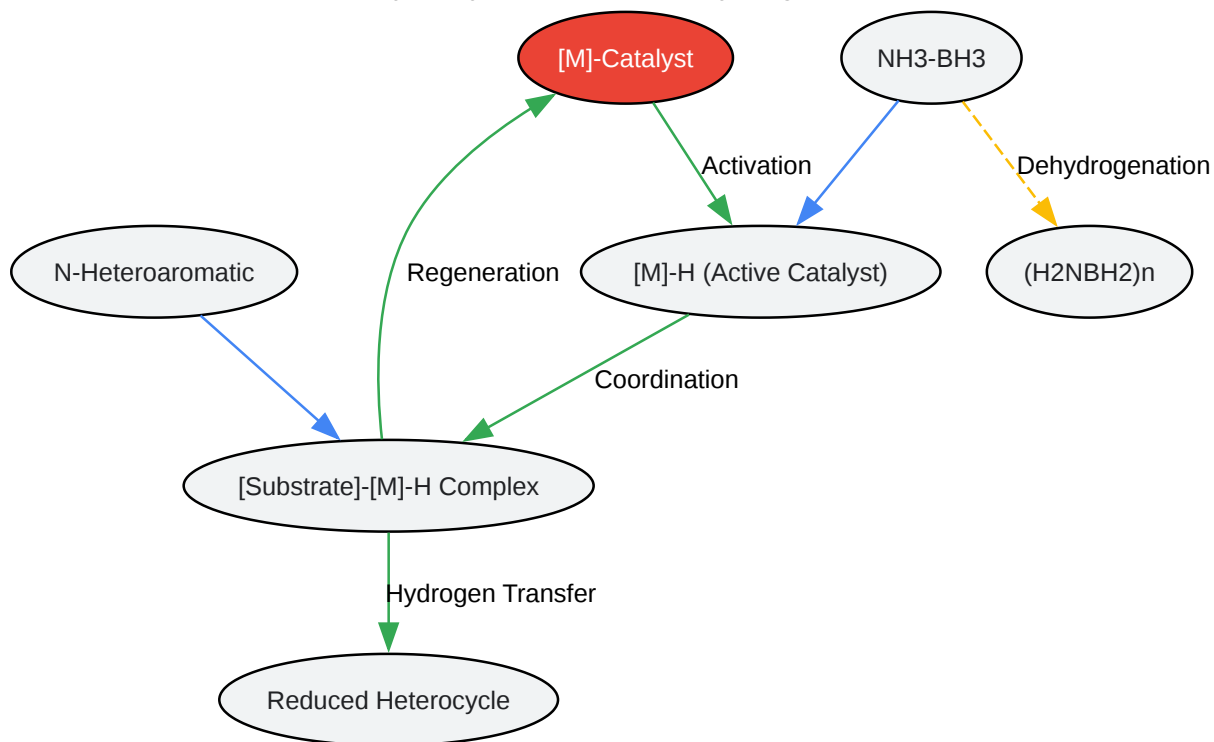 [M]-Catalyst
NH3-BH3
Activation
Dehydrogenation
N-Heteroaromatic
Regeneration
[M]-H (Active Catalyst)
(H2NBH2)n
Coordination
[Substrate]-[M]-H Complex
Hydrogen Transfer
Reduced Heterocycle